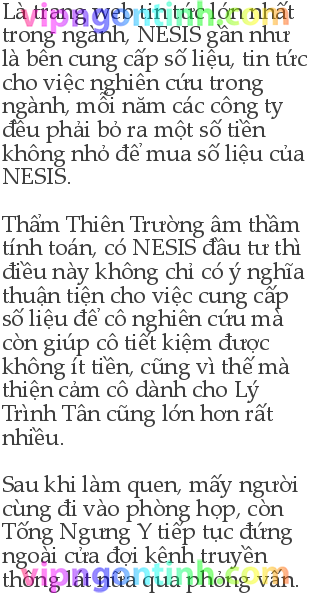 Là trang web tin tức lớn nhất
vipngontinh.com
trong ngành, NESIS gần như
là bên cung cấp số liệu, tin tức
cho việc nghiên cứu trong
ngành, mỗi năm các công ty
đều phải bỏ ra một số tiền
không nhỏ để mua số liệu của
NESIS.
Thẩm Thiên Trường âm thầm
tính toán, có NESIS đầu tư thì
điều này không chỉ có ý nghĩa
thuận tiện cho việc cung cấp
số liệu để cô nghiên cứu mà
còn giúp cô tiết kiệm được
không ít tiền, cũng vì thế mà
thiện cảm cô dành cho Lý
Trình Tân cũng lớn hơn rất
nhiều.
Sau khi làm quen, mấy người
cùng đi vào phòng họp, còn
Tống Ngưng Y tiếp tục đứng
ngoài cửa đợi kênh truyền
thông lát nữa qua phỏng vấn.
vipngontinh.com